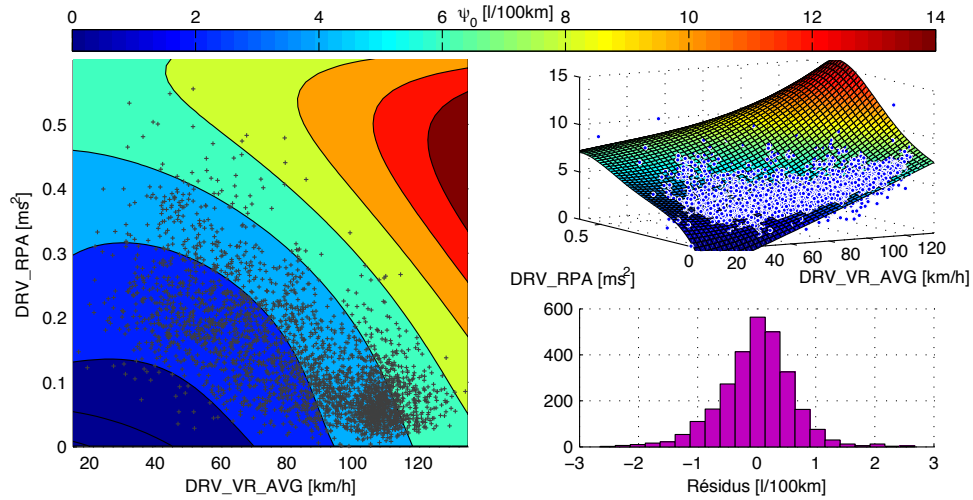 0 2 4 6 8 10 12 14
ψ0 [l/100km]
0.5
0.4
0.3
0.2
0.1
0
DRV_RPA [ms2]
20 40 60 80 100 120
DRV_VR_AVG [km/h]
15
10
5
0
0.5
0
0 20 40 60 80 100 120
DRV_RPA [ms2]
DRV_VR_AVG [km/h]
600
400
200
0
−3 −2 −1 0 1 2 3
Résidus [l/100km]